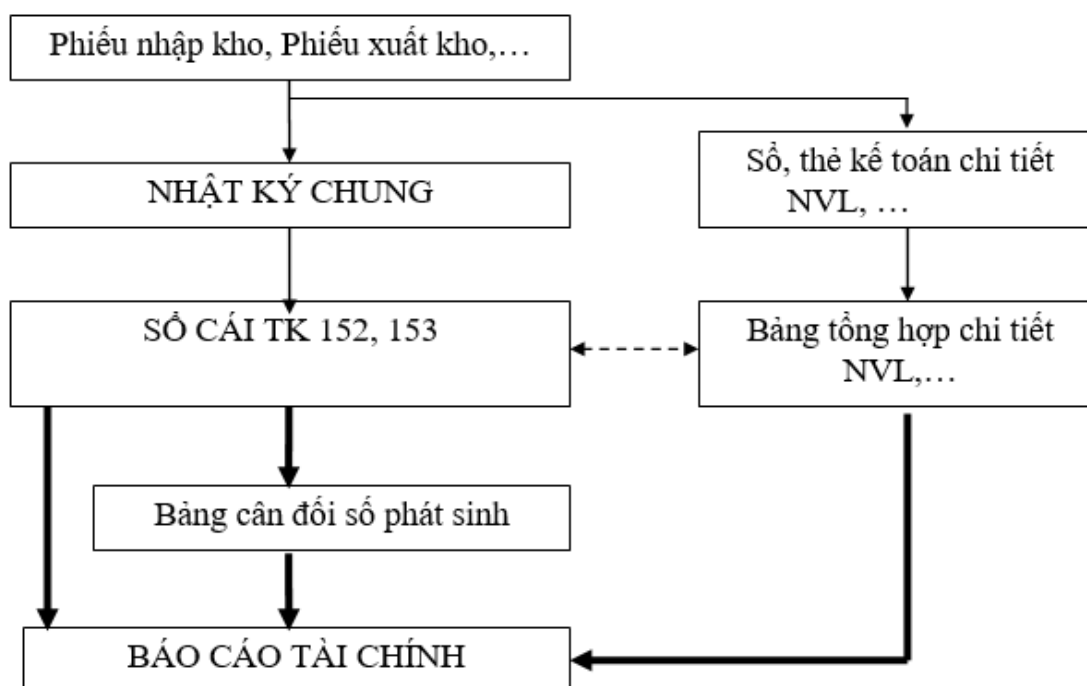 Phiếu nhập kho, Phiếu xuất kho,…
NHẬT KÝ CHUNG
Sổ, thẻ kế toán chi tiết
NVL, …
SỔ CÁI TK 152, 153
Bảng tổng hợp chi tiết
NVL,…
Bảng cân đối số phát sinh
BÁO CÁO TÀI CHÍNH